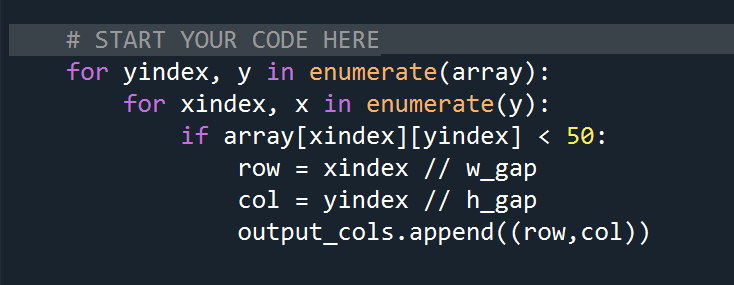 # START YOUR CODE HERE
for yindex, y in enumerate(array):
    for xindex, x in enumerate(y):
        if array[xindex][yindex] < 50:
            row = xindex // w_gap
            col = yindex // h_gap
            output_cols.append((row,col))